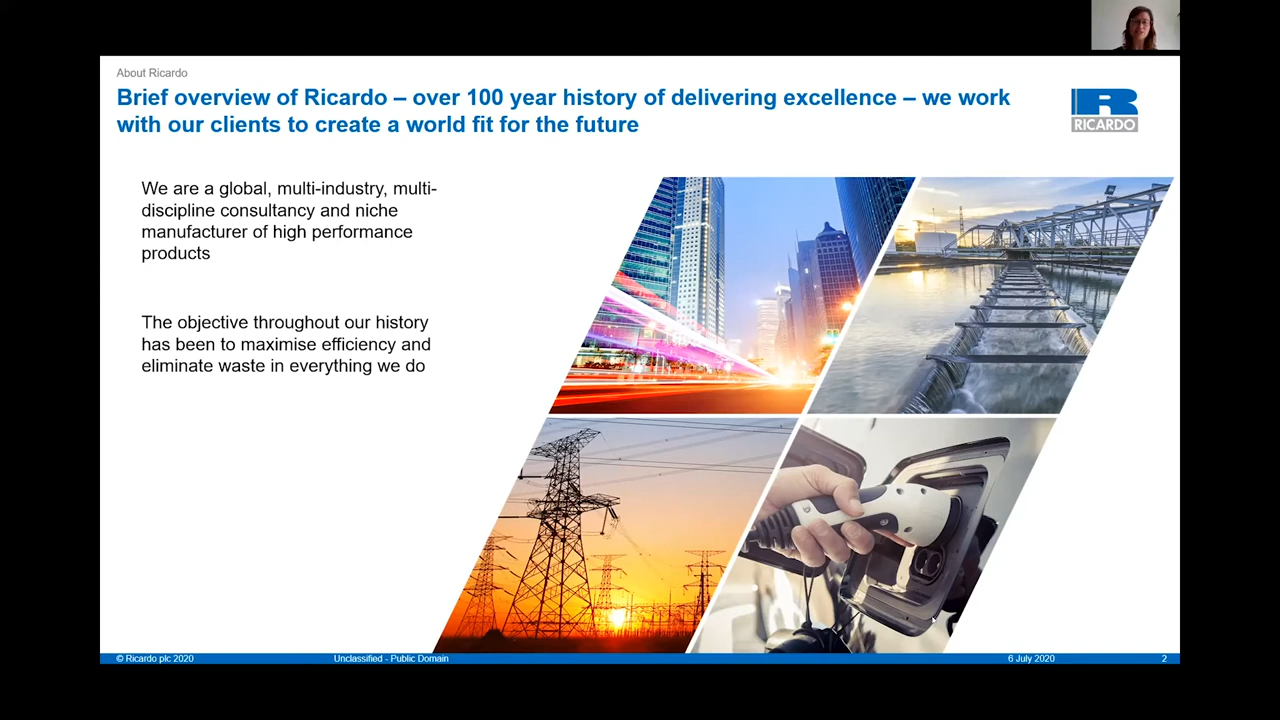 About Ricardo
Brief overview of Ricardo – over 100 year history of delivering excellence – we work
with our clients to create a world fit for the future
RICARDO
We are a global, multi-industry, multi-
discipline consultancy and niche
manufacturer of high performance
products
The objective throughout our history
has been to maximise efficiency and
eliminate waste in everything we do
© Ricardo plc 2020
Unclassified - Public Domain
6 July 2020
2